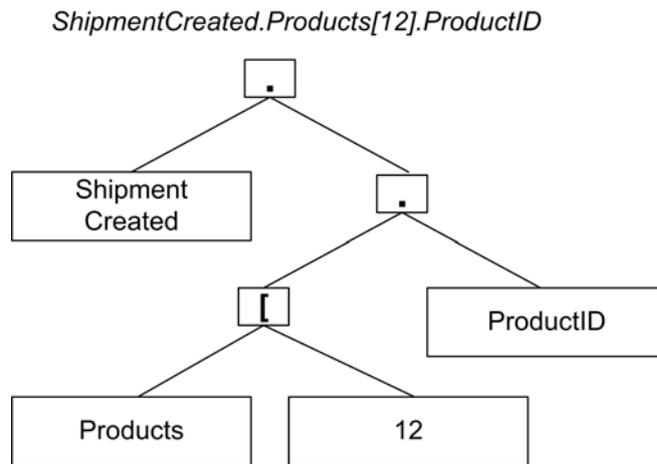 ShipmentCreated.Products[12].ProductID
.
Shipment
Created
.
[
ProductID
Products
12